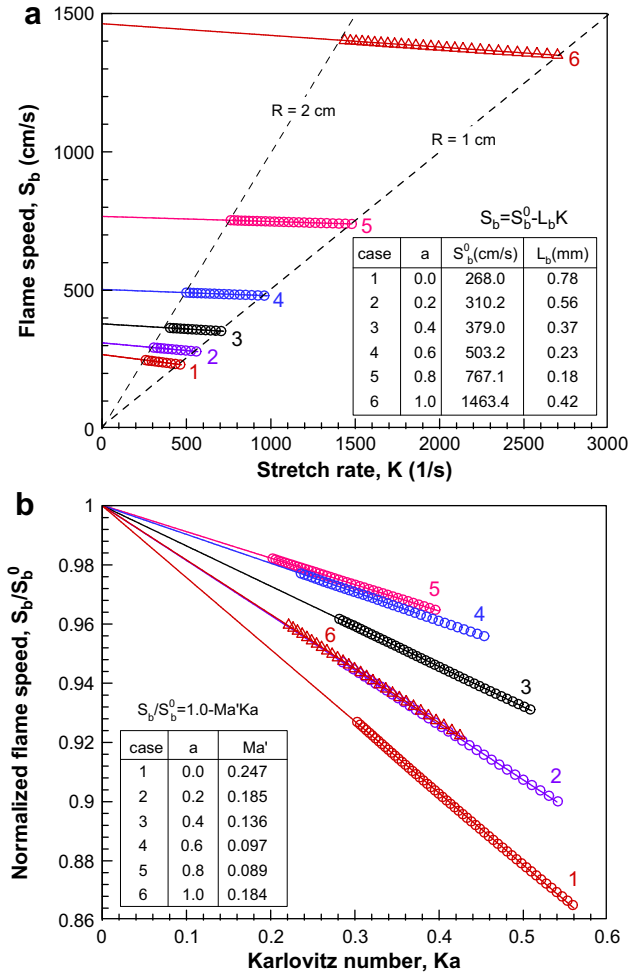 a
1500
1000
500
0
Flame speed, S_b (cm/s)
R = 2 cm
R = 1 cm
6
5
4
3
2
1
S_b=S_b^0-L_bK
case a S_b^0(cm/s) L_b(mm)
1 0.0 268.0 0.78
2 0.2 310.2 0.56
3 0.4 379.0 0.37
4 0.6 503.2 0.23
5 0.8 767.1 0.18
6 1.0 1463.4 0.42
0 500 1000 1500 2000 2500 3000
Stretch rate, K (1/s)
b
1
0.98
0.96
0.94
0.92
0.9
0.88
0.86
Normalized flame speed, S_b/S_b^0
5
4
6
3
2
1
S_b/S_b^0=1.0-Ma'Ka
case a Ma'
1 0.0 0.247
2 0.2 0.185
3 0.4 0.136
4 0.6 0.097
5 0.8 0.089
6 1.0 0.184
0 0.1 0.2 0.3 0.4 0.5 0.6
Karlovitz number, Ka